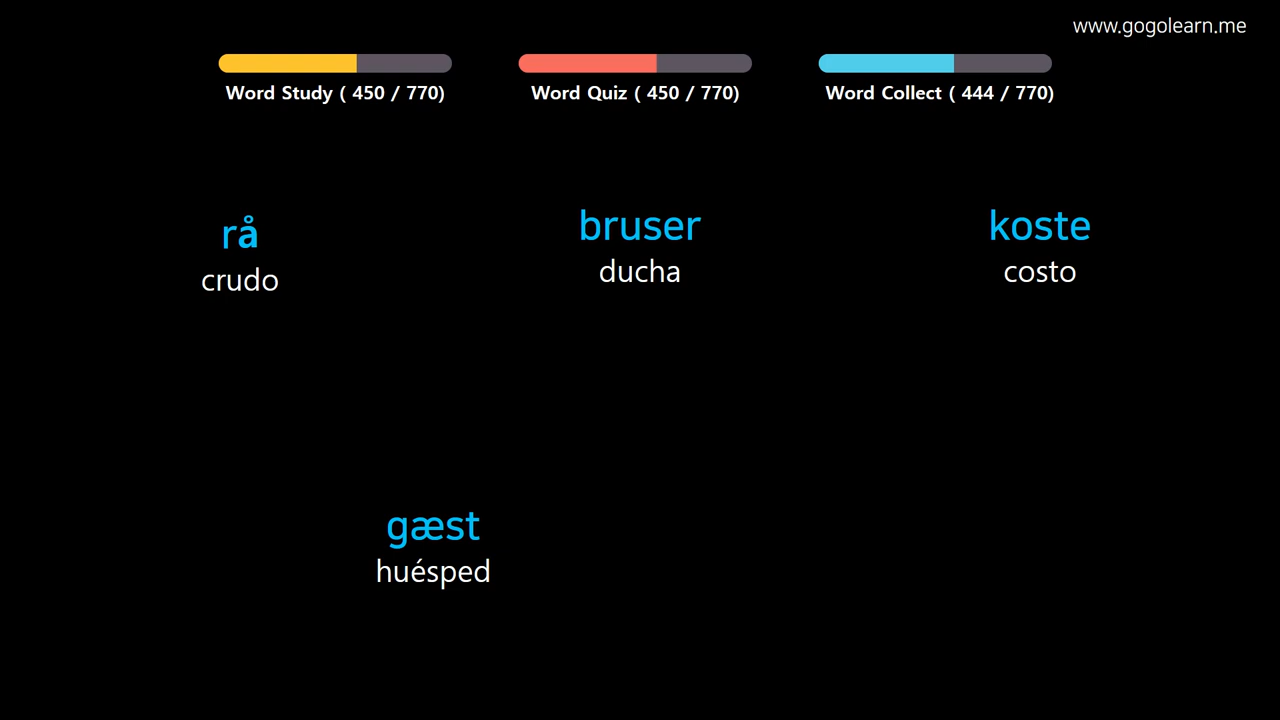 www.gogolearn.me
Word Study ( 450 / 770)
Word Quiz ( 450 / 770)
Word Collect ( 444 / 770)
rå
crudo
bruser
ducha
koste
costo
gæst
huésped